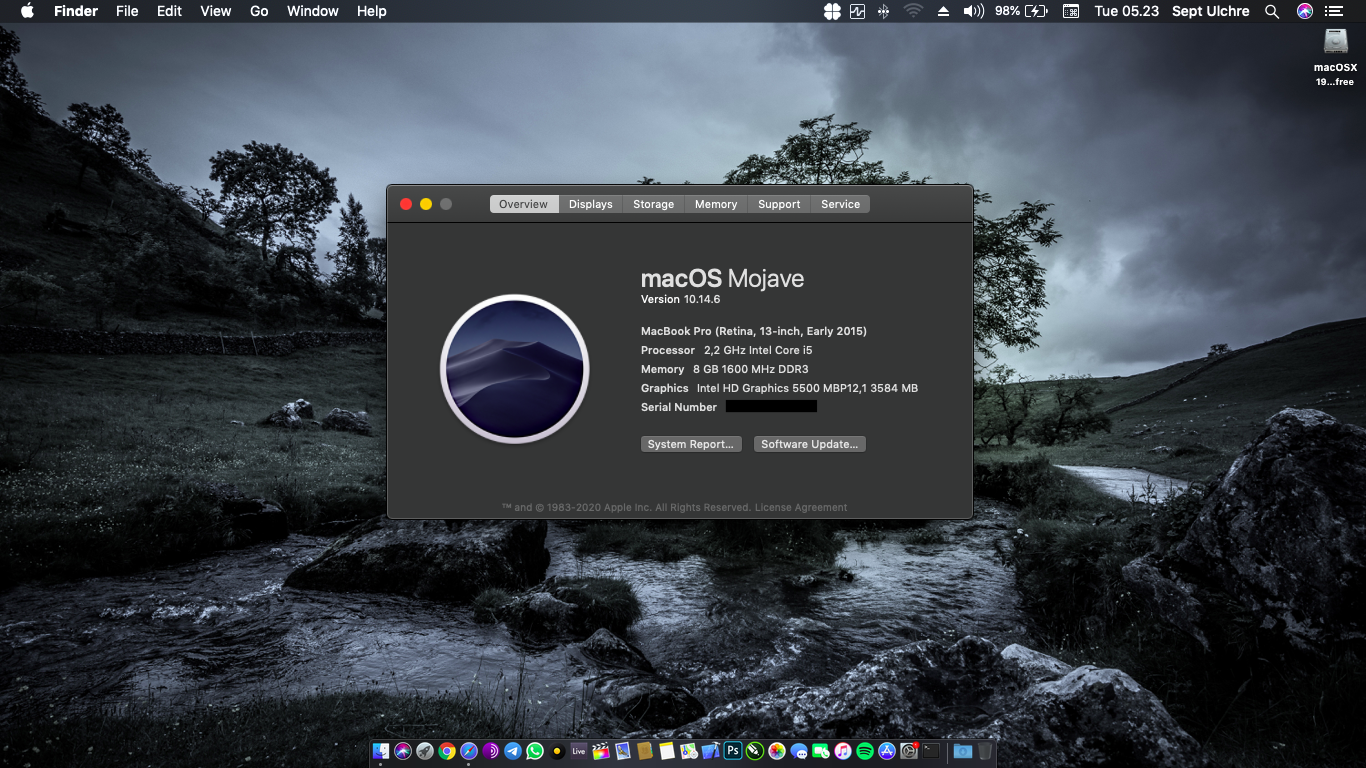 Finder File Edit View Go Window Help 98% Tue 05.23 Sept Ulchre
macOSX
19...free
Overview Displays Storage Memory Support Service
macOS Mojave
Version 10.14.6
MacBook Pro (Retina, 13-inch, Early 2015)
Processor 2,2 GHz Intel Core i5
Memory 8 GB 1600 MHz DDR3
Graphics Intel HD Graphics 5500 MBP12,1 3584 MB
Serial Number
System Report... Software Update...
™ and © 1983-2020 Apple Inc. All Rights Reserved. License Agreement
Live Ps